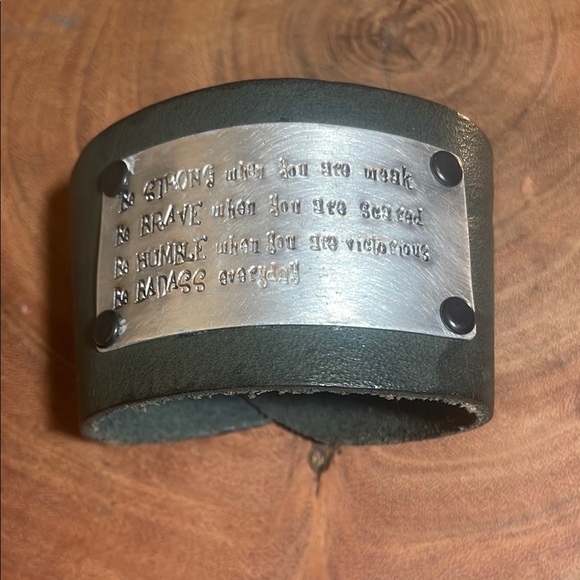 Be STRONG when you are weak
Be BRAVE when you are scared
Be HUMBLE when you are victorious
Be BADASS everyday